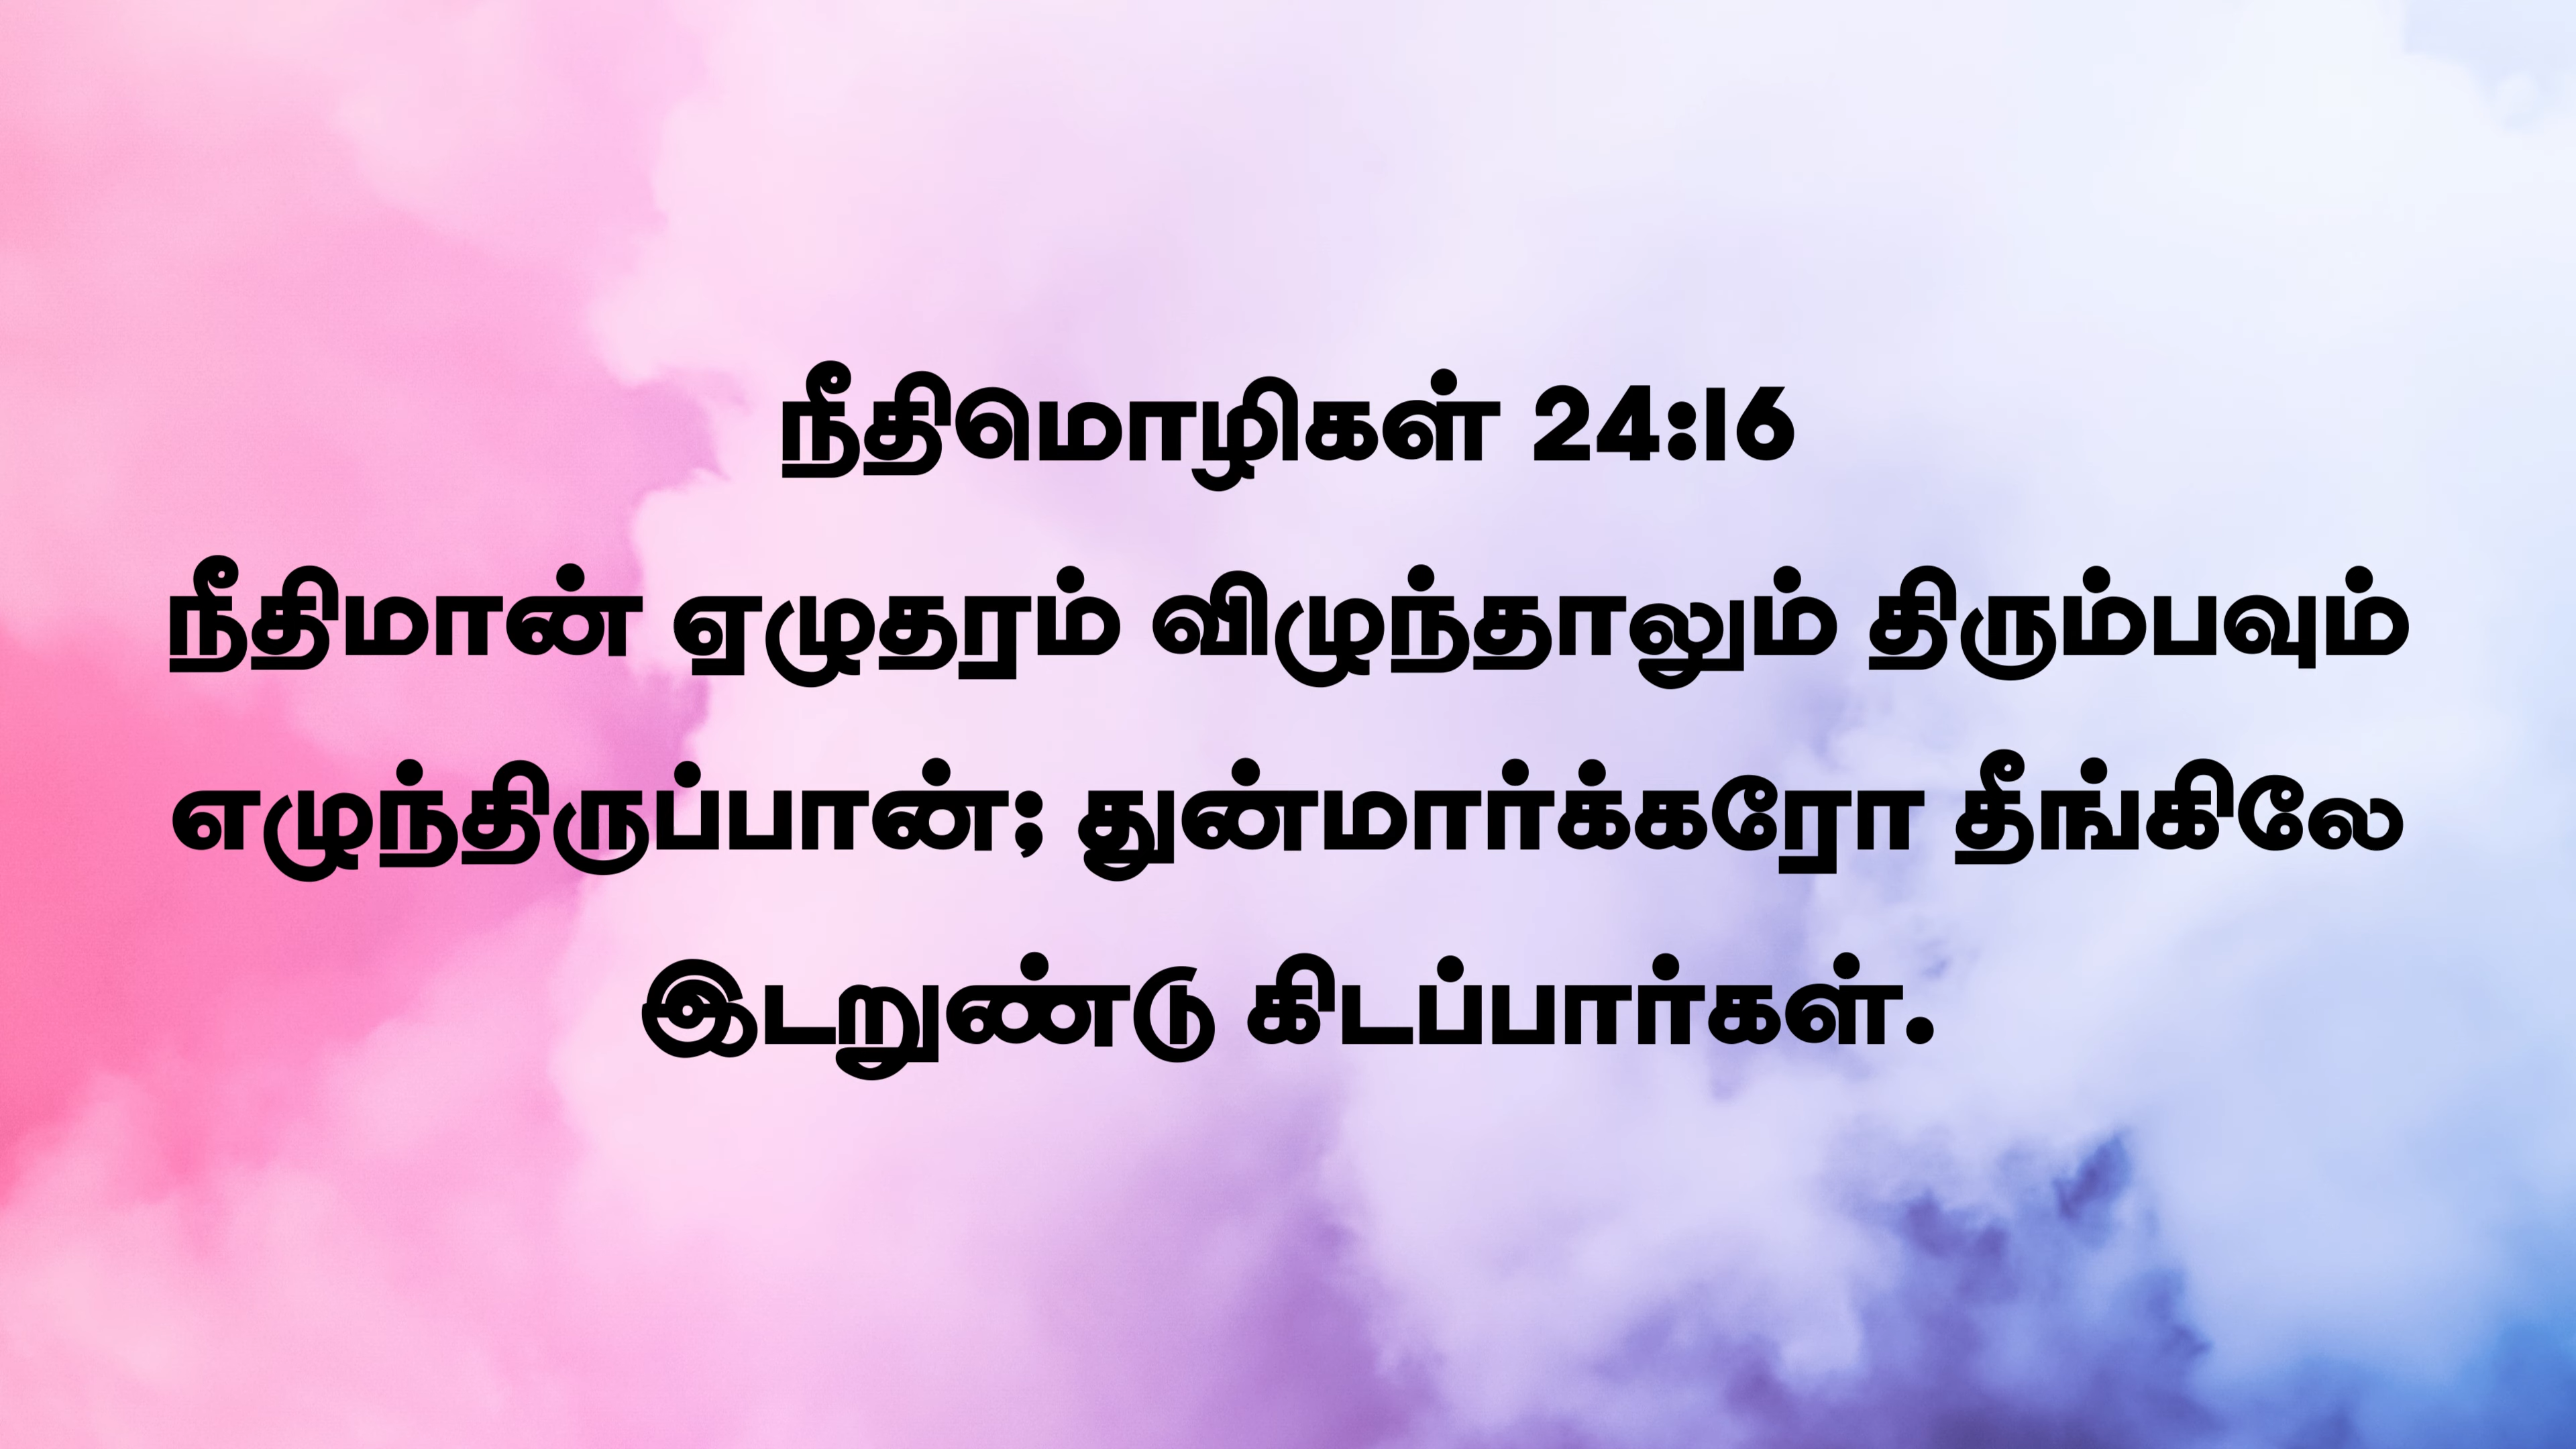 நீதிமொழிகள் 24:16
நீதிமான் ஏழுதரம் விழுந்தாலும் திரும்பவும்
எழுந்திருப்பான்; துன்மார்க்கரோ தீங்கிலே
இடறுண்டு கிடப்பார்கள்.